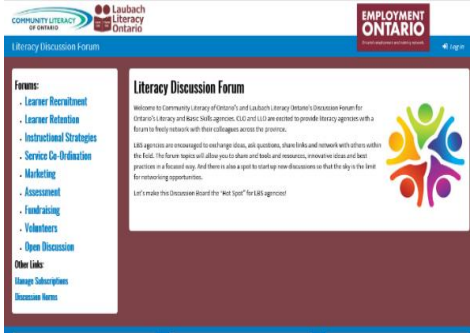 COMMUNITY LITERACY
OF ONTARIO
Laubach
Literacy
Ontario
EMPLOYMENT
ONTARIO
Literacy Discussion Forum
Log in
Forums:
Learner Recruitment
Learner Retention
Instructional Strategies
Service Co-Ordination
Marketing
Assessment
Fundraising
Volunteers
Open Discussion
Other Links:
Manage Subscriptions
Discussion Norms
Literacy Discussion Forum
Welcome to Community Literacy of Ontario's and Laubach Literacy Ontario's Discussion Forum for
Ontario's Literacy and Basic Skills agencies. CLO and LLO are excited to provide literacy agencies with a
forum to freely network with their colleagues across the province.
LBS agencies are encouraged to exchange ideas, ask questions, share links and network with others within
the field. The forum topics will allow you to share and tools and resources, innovative ideas and best
practices in a focused way. And there is also a spot to start up new discussions so that the sky is the limit
for networking opportunities.
Let's make this Discussion Board the "Hot Spot" for LBS agencies!